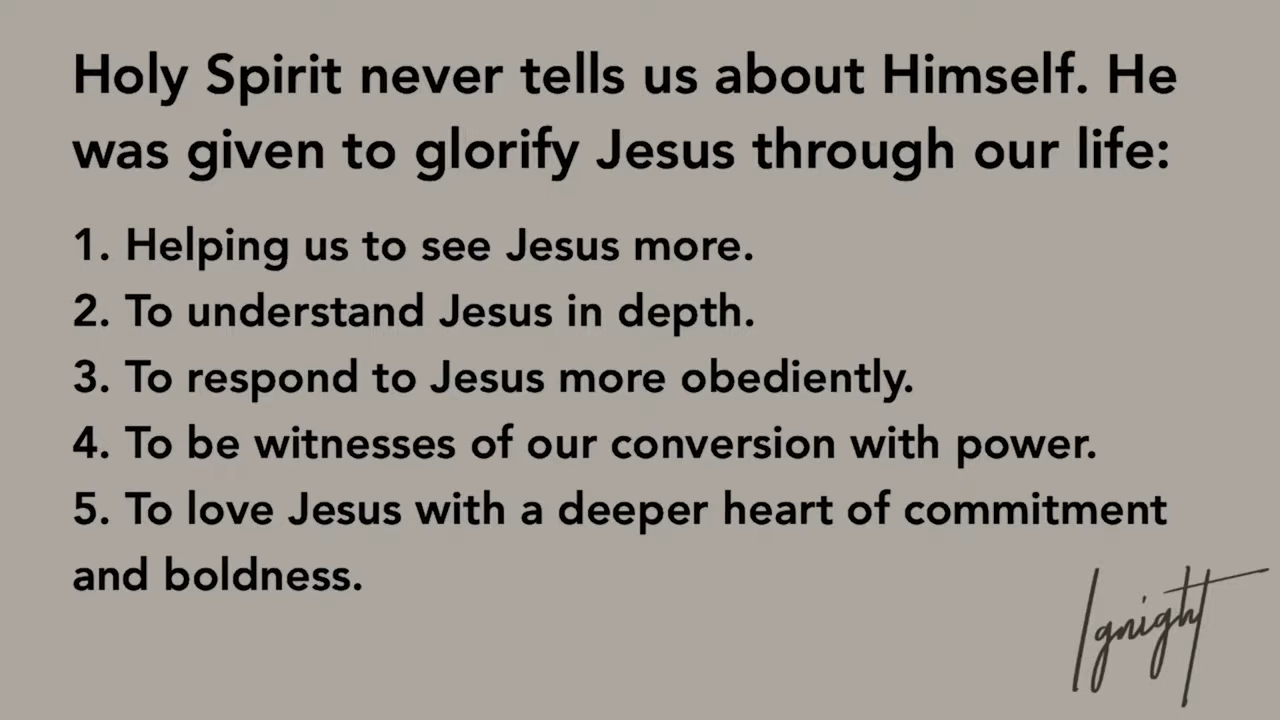 Holy Spirit never tells us about Himself. He
was given to glorify Jesus through our life:
1. Helping us to see Jesus more.
2. To understand Jesus in depth.
3. To respond to Jesus more obediently.
4. To be witnesses of our conversion with power.
5. To love Jesus with a deeper heart of commitment
and boldness.
Ignight